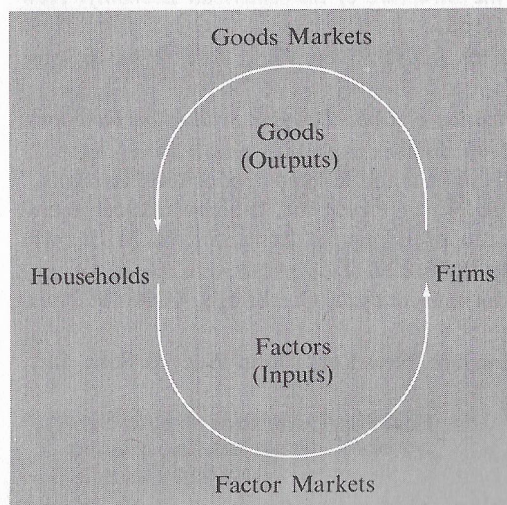 Goods Markets
Goods
(Outputs)
Households
Firms
Factors
(Inputs)
Factor Markets